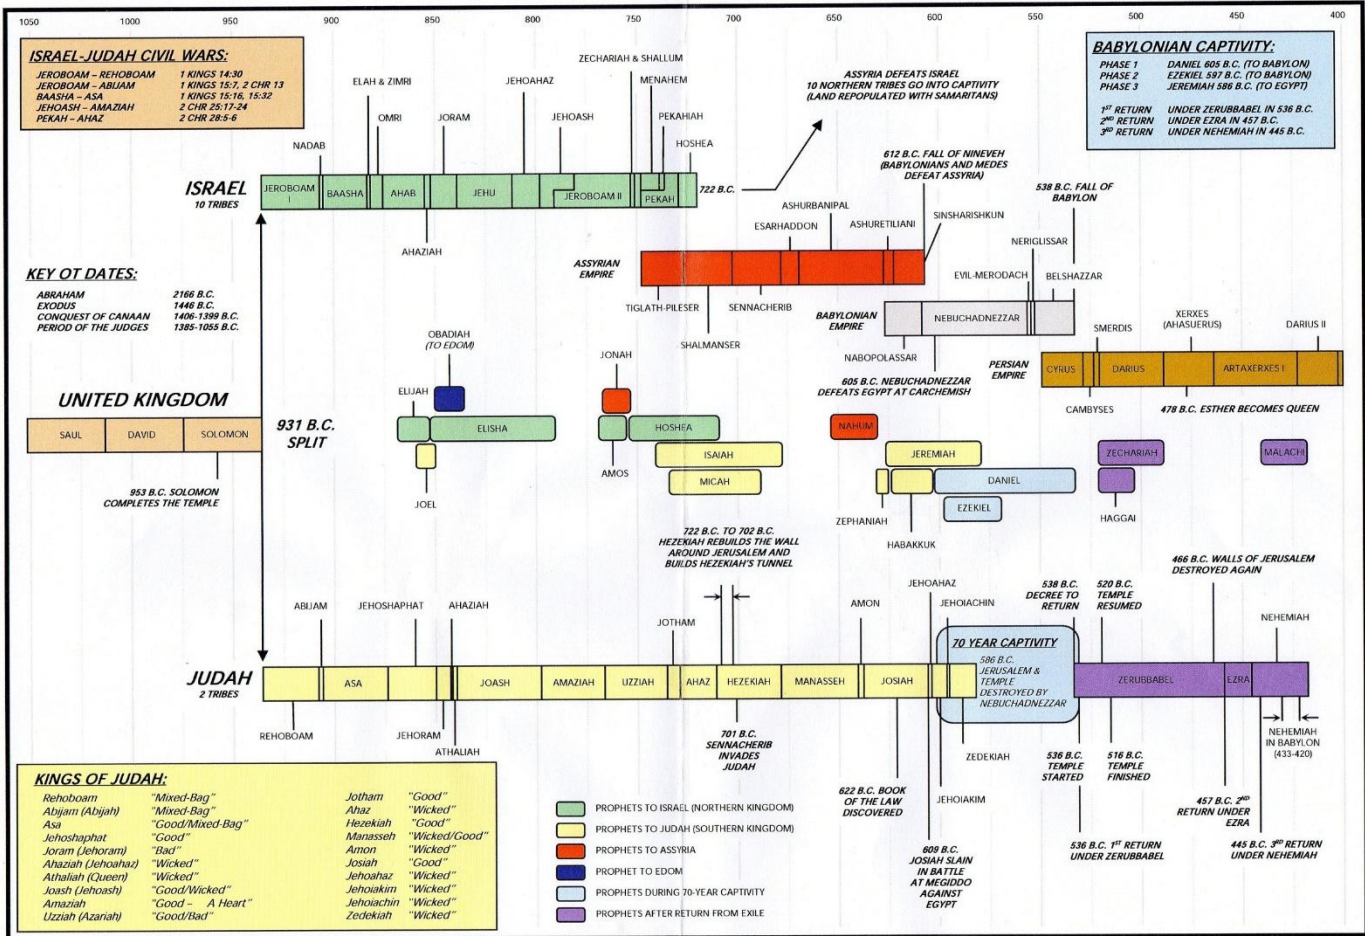 1050 1000 950 900 850 800 750 700 650 600 550 500 450 400
ISRAEL-JUDAH CIVIL WARS:
JEROBOAM – REHOBOAM 1 KINGS 14:30
JEROBOAM – ABIJAM 1 KINGS 15:7, 2 CHR 13
BAASHA – ASA 1 KINGS 15:16, 15:32
JEHOASH – AMAZIAH 2 CHR 25:17-24
PEKAH – AHAZ 2 CHR 28:5-6
BABYLONIAN CAPTIVITY:
PHASE 1 DANIEL 605 B.C. (TO BABYLON)
PHASE 2 EZEKIEL 597 B.C. (TO BABYLON)
PHASE 3 JEREMIAH 586 B.C. (TO EGYPT)
1ST RETURN UNDER ZERUBBABEL IN 536 B.C.
2ND RETURN UNDER EZRA IN 457 B.C.
3RD RETURN UNDER NEHEMIAH IN 445 B.C.
NADAB
ELAH & ZIMRI
OMRI
JORAM
JEHOAHAZ
JEHOASH
ZECHARIAH & SHALLUM
MENAHEM
PEKAHIAH
HOSHEA
ISRAEL
10 TRIBES
JEROBOAM
I
BAASHA
AHAB
JEHU
JEROBOAM II
PEKAH
722 B.C.
AHAZIAH
ASSYRIA DEFEATS ISRAEL
10 NORTHERN TRIBES GO INTO CAPTIVITY
(LAND REPOPULATED WITH SAMARITANS)
612 B.C. FALL OF NINEVEH
(BABYLONIANS AND MEDES
DEFEAT ASSYRIA)
538 B.C. FALL OF
BABYLON
ASSYRIAN
EMPIRE
ESARHADDON
ASHURBANIPAL
ASHURETILIANI
SINSHARISHKUN
TIGLATH-PILESER
SHALMANSER
SENNACHERIB
NERIGLISSAR
EVIL-MERODACH
BELSHAZZAR
BABYLONIAN
EMPIRE
NEBUCHADNEZZAR
NABOPOLASSAR
605 B.C. NEBUCHADNEZZAR
DEFEATS EGYPT AT CARCHEMISH
SMERDIS
XERXES
(AHASUERUS)
DARIUS II
PERSIAN
EMPIRE
CYRUS
DARIUS
ARTAXERXES I
CAMBYSES
478 B.C. ESTHER BECOMES QUEEN
KEY OT DATES:
ABRAHAM 2166 B.C.
EXODUS 1446 B.C.
CONQUEST OF CANAAN 1406-1399 B.C.
PERIOD OF THE JUDGES 1385-1055 B.C.
UNITED KINGDOM
SAUL
DAVID
SOLOMON
953 B.C. SOLOMON
COMPLETES THE TEMPLE
931 B.C.
SPLIT
OBADIAH
(TO EDOM)
ELIJAH
ELISHA
JOEL
JONAH
AMOS
HOSHEA
ISAIAH
MICAH
NAHUM
JEREMIAH
DANIEL
EZEKIEL
ZEPHANIAH
HABAKKUK
ZECHARIAH
HAGGAI
MALACHI
722 B.C. TO 702 B.C.
HEZEKIAH REBUILDS THE WALL
AROUND JERUSALEM AND
BUILDS HEZEKIAH'S TUNNEL
ABIJAM
JEHOSHAPHAT
AHAZIAH
JOTHAM
AMON
JEHOAHAZ
JEHOIACHIN
538 B.C.
DECREE TO
RETURN
520 B.C.
TEMPLE
RESUMED
466 B.C. WALLS OF JERUSALEM
DESTROYED AGAIN
NEHEMIAH
JUDAH
2 TRIBES
ASA
JOASH
AMAZIAH
UZZIAH
AHAZ
HEZEKIAH
MANASSEH
JOSIAH
70 YEAR CAPTIVITY
586 B.C.
JERUSALEM &
TEMPLE
DESTROYED BY
NEBUCHADNEZZAR
ZERUBBABEL
EZRA
REHOBOAM
JEHORAM
ATHALIAH
701 B.C.
SENNACHERIB
INVADES
JUDAH
622 B.C. BOOK
OF THE LAW
DISCOVERED
609 B.C.
JOSIAH SLAIN
IN BATTLE
AT MEGIDDO
AGAINST
EGYPT
JEHOIAKIM
ZEDEKIAH
536 B.C.
TEMPLE
STARTED
516 B.C.
TEMPLE
FINISHED
536 B.C. 1ST RETURN
UNDER ZERUBBABEL
457 B.C. 2ND
RETURN UNDER
EZRA
445 B.C. 3RD RETURN
UNDER NEHEMIAH
NEHEMIAH
IN BABYLON
(433-420)
KINGS OF JUDAH:
Rehoboam "Mixed-Bag"
Abijam (Abijah) "Mixed-Bag"
Asa "Good/Mixed-Bag"
Jehoshaphat "Good"
Joram (Jehoram) "Bad"
Ahaziah (Jehoahaz) "Wicked"
Athaliah (Queen) "Wicked"
Joash (Jehoash) "Good/Wicked"
Amaziah "Good – A Heart"
Uzziah (Azariah) "Good/Bad"
Jotham "Good"
Ahaz "Wicked"
Hezekiah "Good"
Manasseh "Wicked/Good"
Amon "Wicked"
Josiah "Good"
Jehoahaz "Wicked"
Jehoiakim "Wicked"
Jehoiachin "Wicked"
Zedekiah "Wicked"
PROPHETS TO ISRAEL (NORTHERN KINGDOM)
PROPHETS TO JUDAH (SOUTHERN KINGDOM)
PROPHETS TO ASSYRIA
PROPHET TO EDOM
PROPHETS DURING 70-YEAR CAPTIVITY
PROPHETS AFTER RETURN FROM EXILE